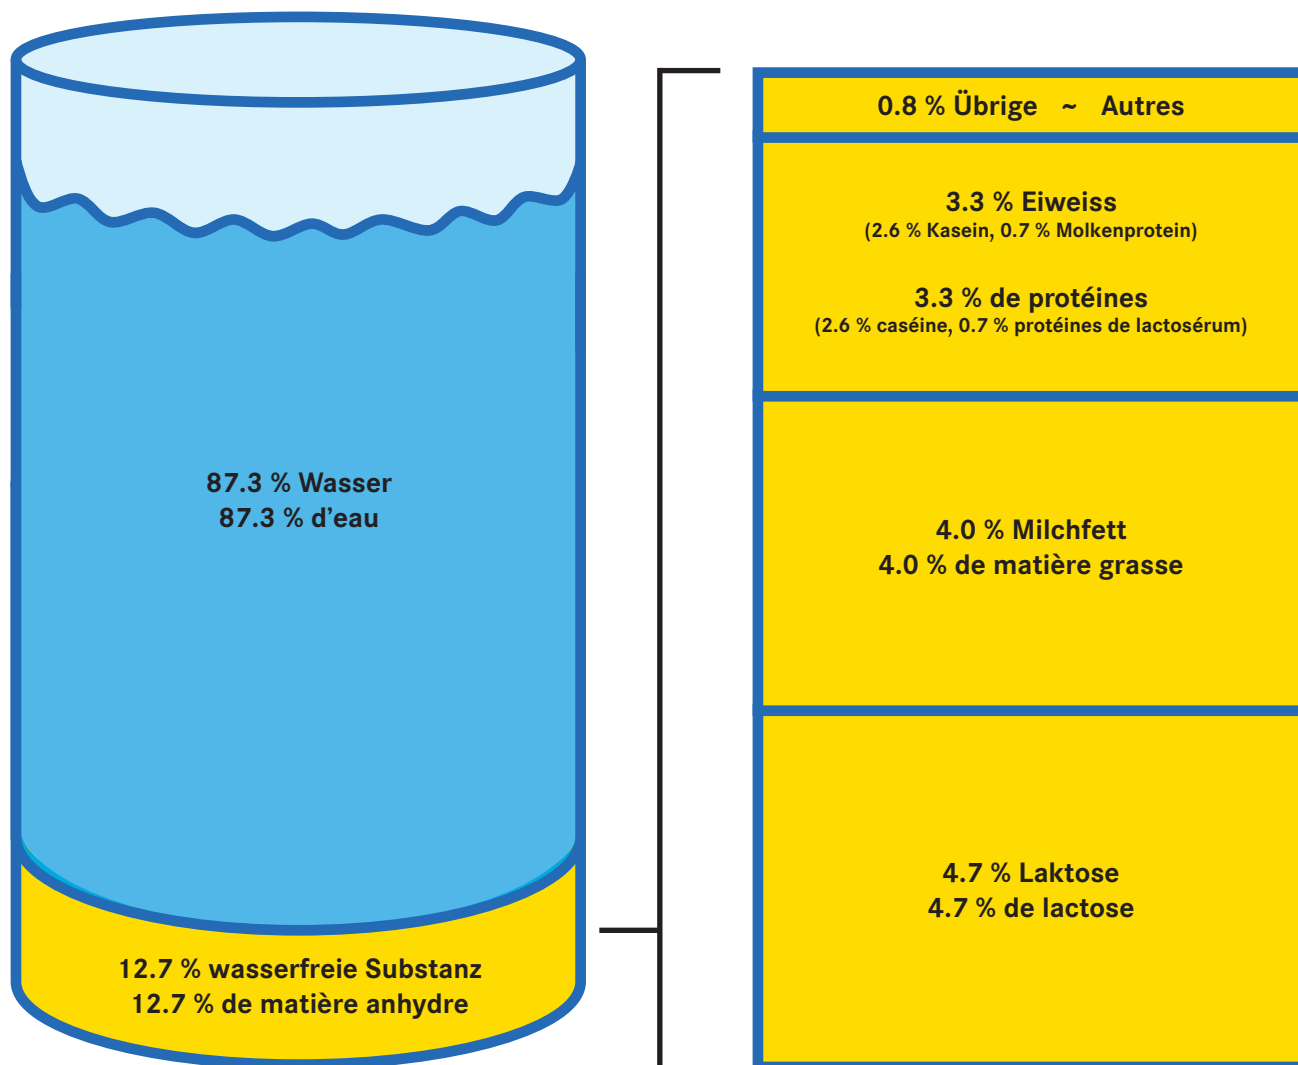 87.3 % Wasser
87.3 % d’eau
12.7 % wasserfreie Substanz
12.7 % de matière anhydre
0.8 % Übrige ~ Autres
3.3 % Eiweiss
(2.6 % Kasein, 0.7 % Molkenprotein)
3.3 % de protéines
(2.6 % caséine, 0.7 % protéines de lactosérum)
4.0 % Milchfett
4.0 % de matière grasse
4.7 % Laktose
4.7 % de lactose